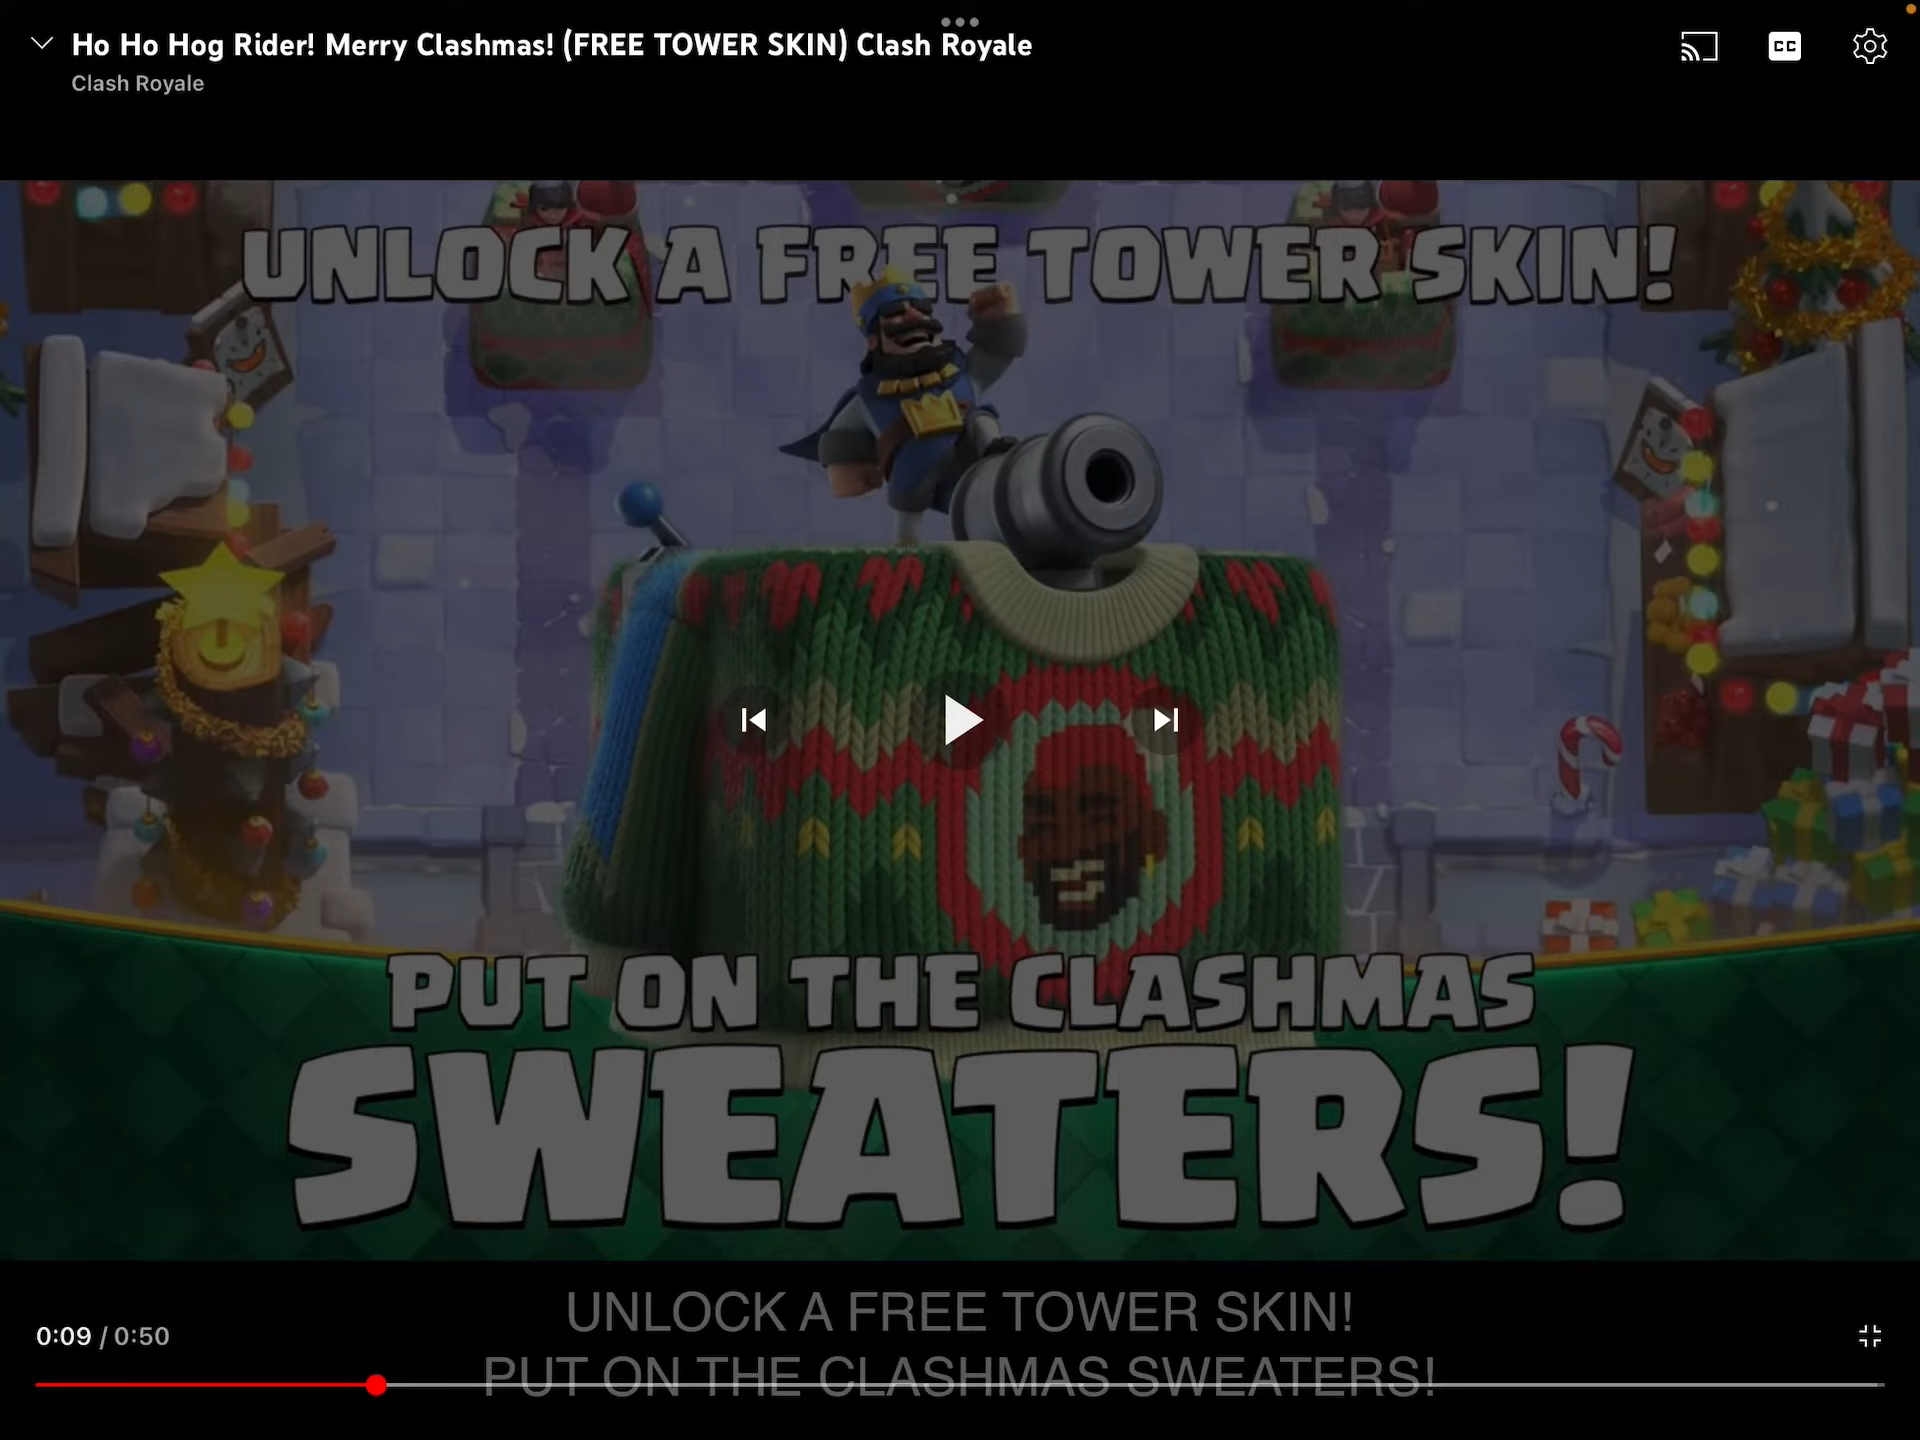 Ho Ho Hog Rider! Merry Clashmas! (FREE TOWER SKIN) Clash Royale
Clash Royale
CC
UNLOCK A FREE TOWER SKIN!
PUT ON THE CLASHMAS
SWEATERS!
UNLOCK A FREE TOWER SKIN!
0:09 / 0:50
PUT ON THE CLASHMAS SWEATERS!